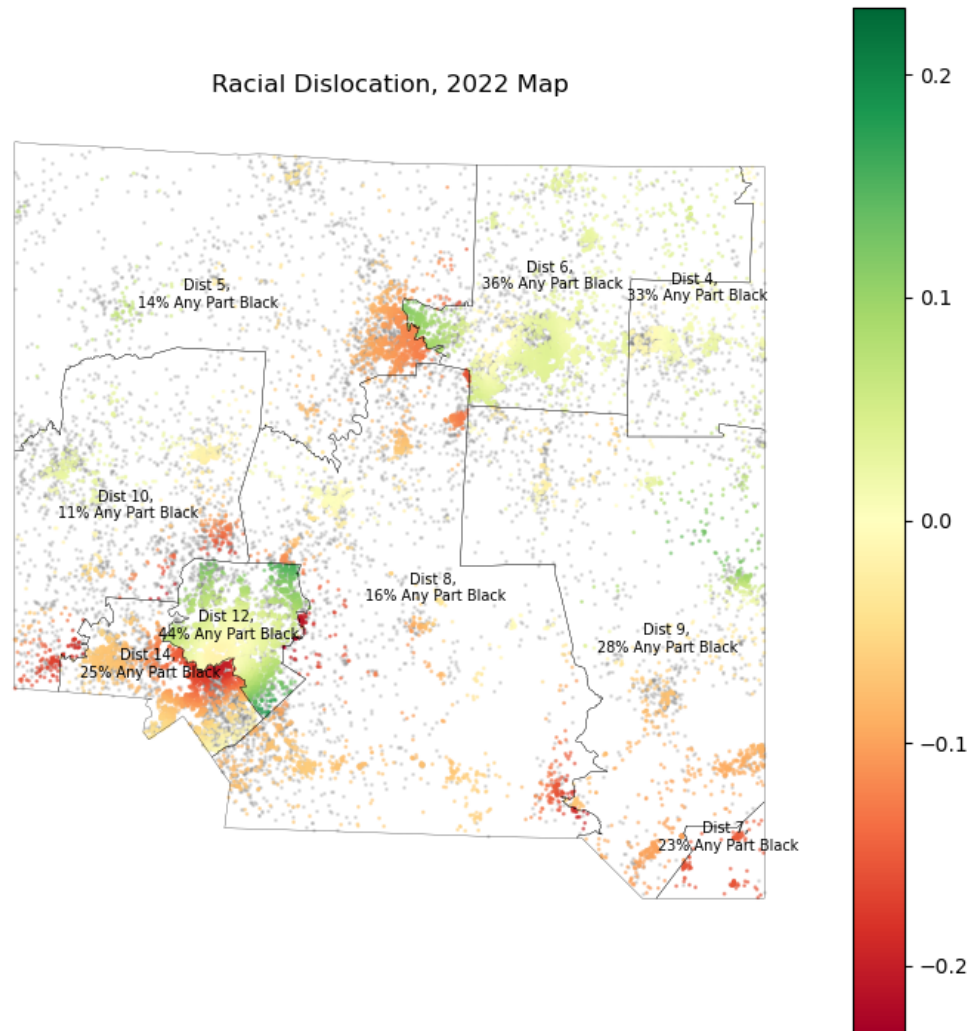 Racial Dislocation, 2022 Map
0.2
Dist 6,
36% Any Part Black
Dist 4,
33% Any Part Black
Dist 5,
14% Any Part Black
0.1
Dist 10,
11% Any Part Black
0.0
Dist 8,
16% Any Part Black
Dist 12,
44% Any Part Black
Dist 9,
28% Any Part Black
Dist 14,
25% Any Part Black
−0.1
Dist 7,
23% Any Part Black
−0.2